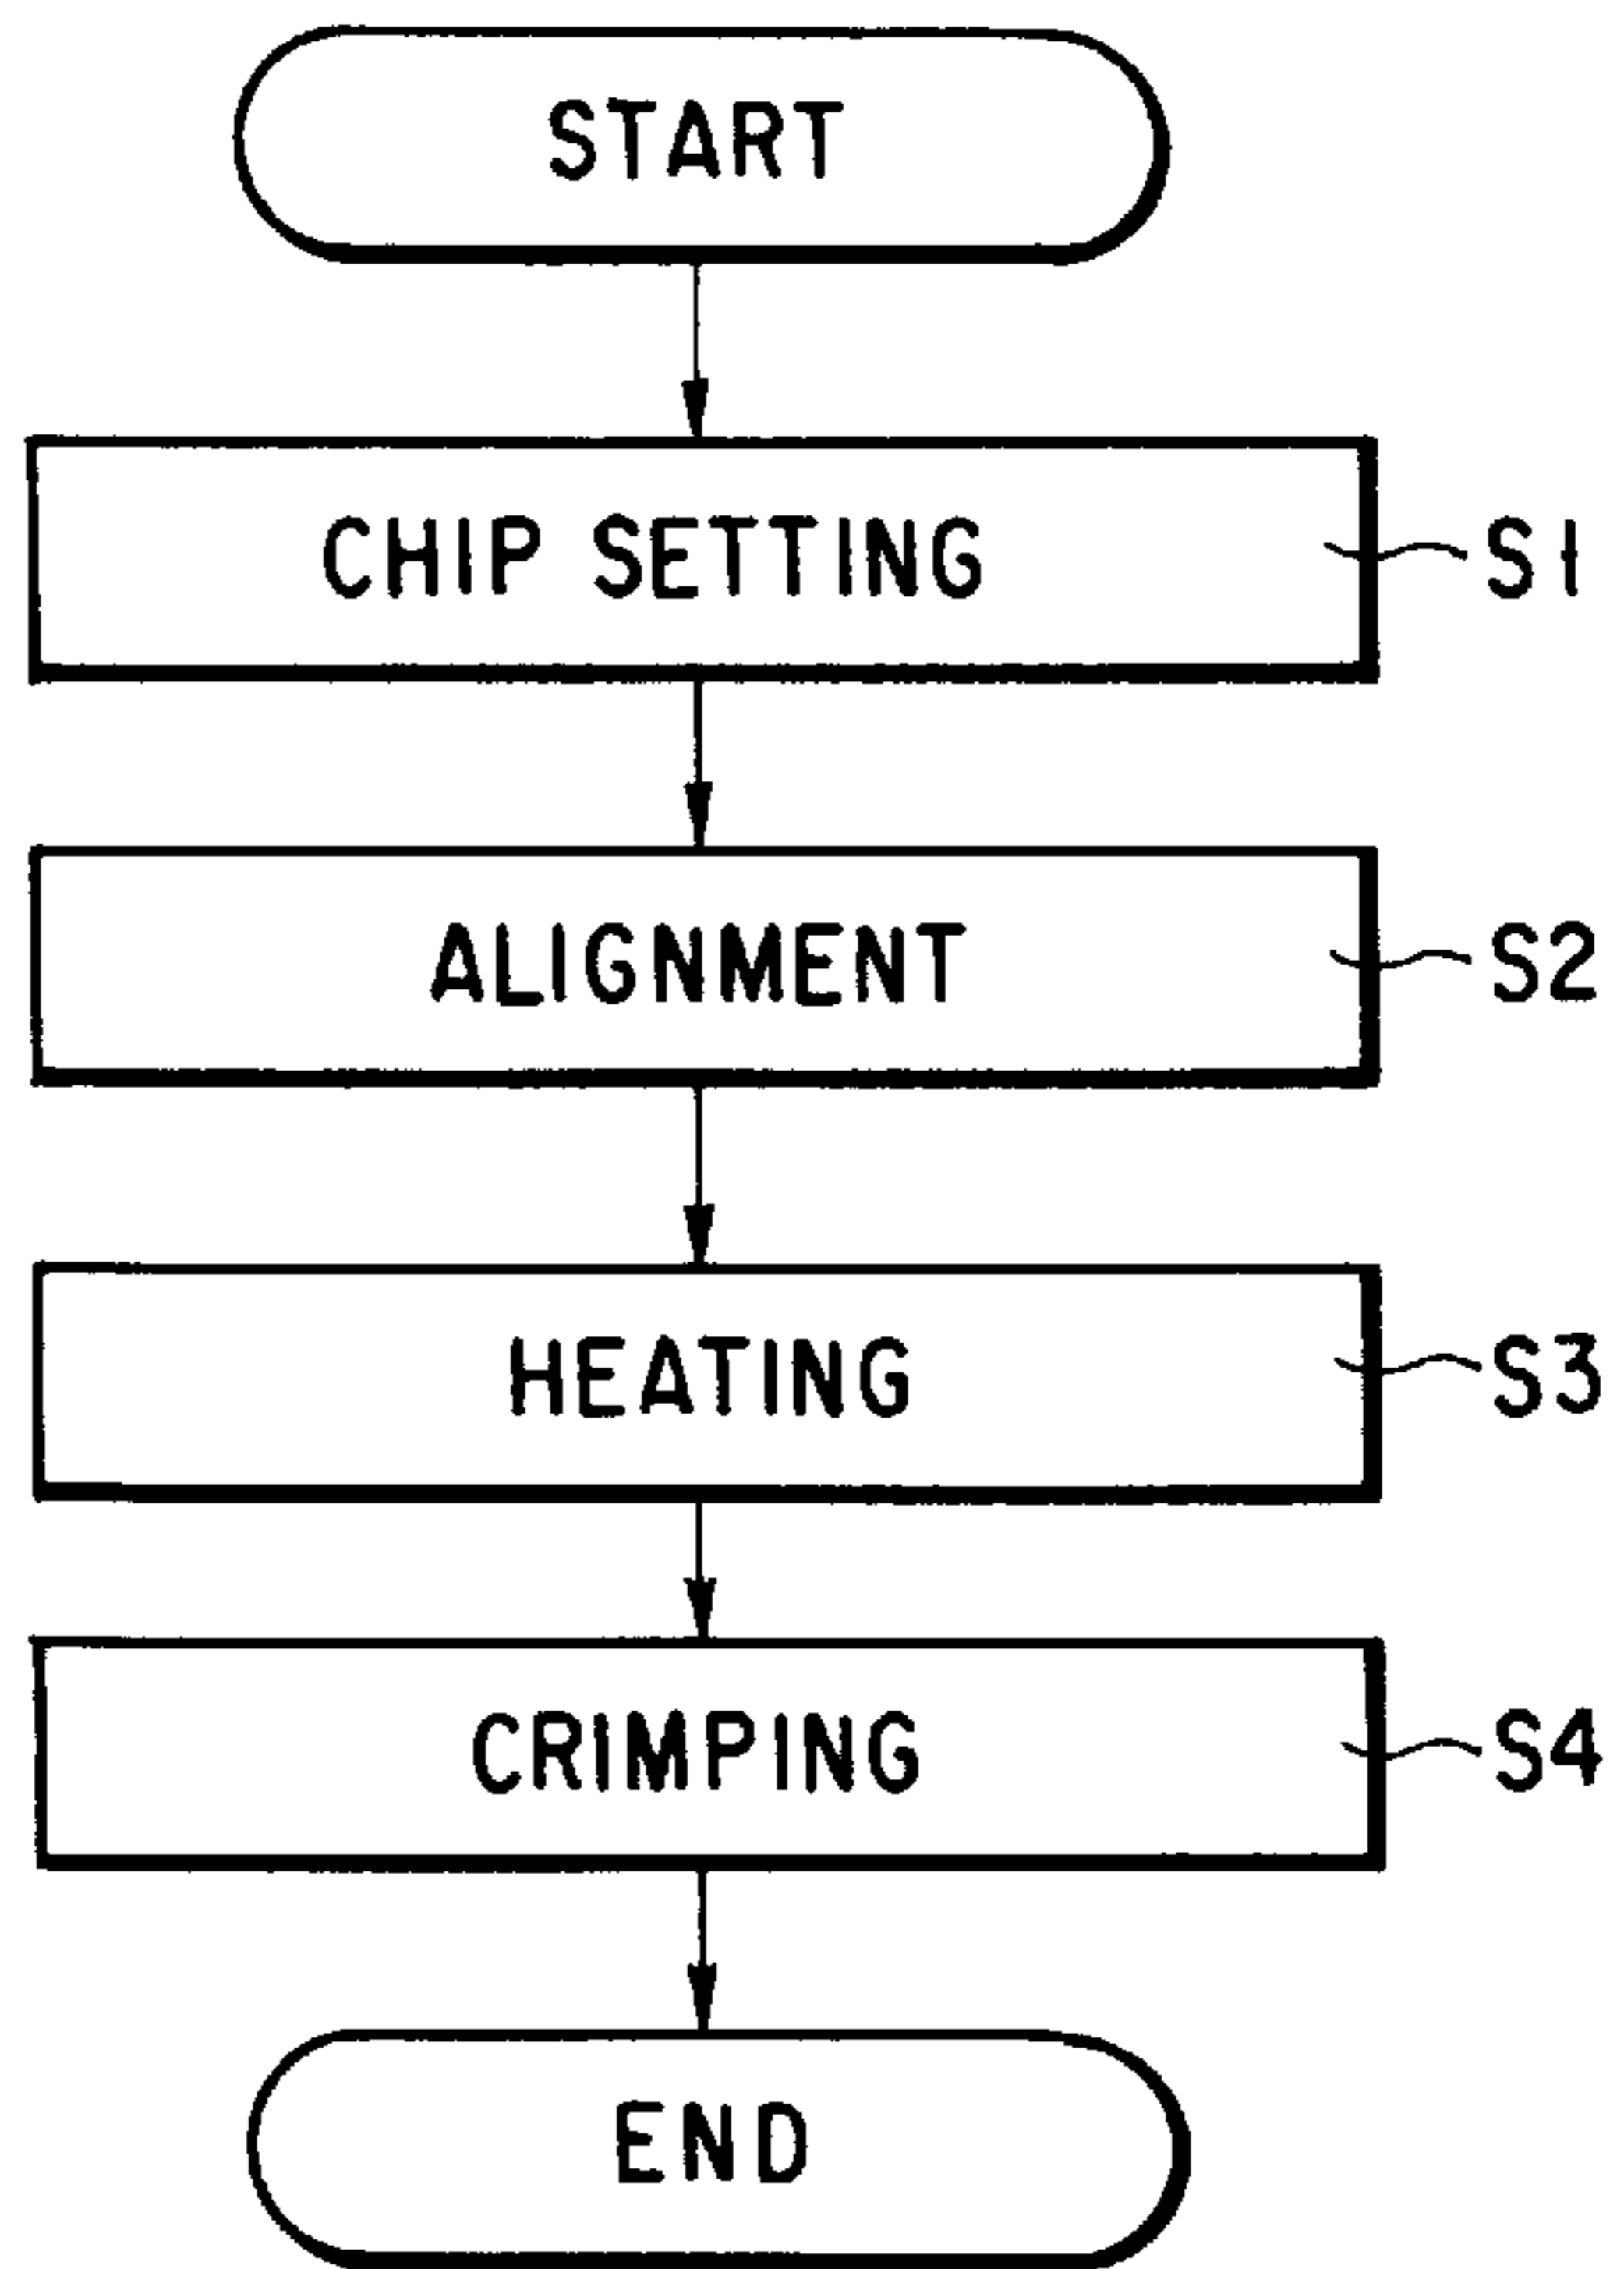 START
CHIP SETTING
S1
ALIGNMENT
S2
HEATING
S3
CRIMPING
S4
END